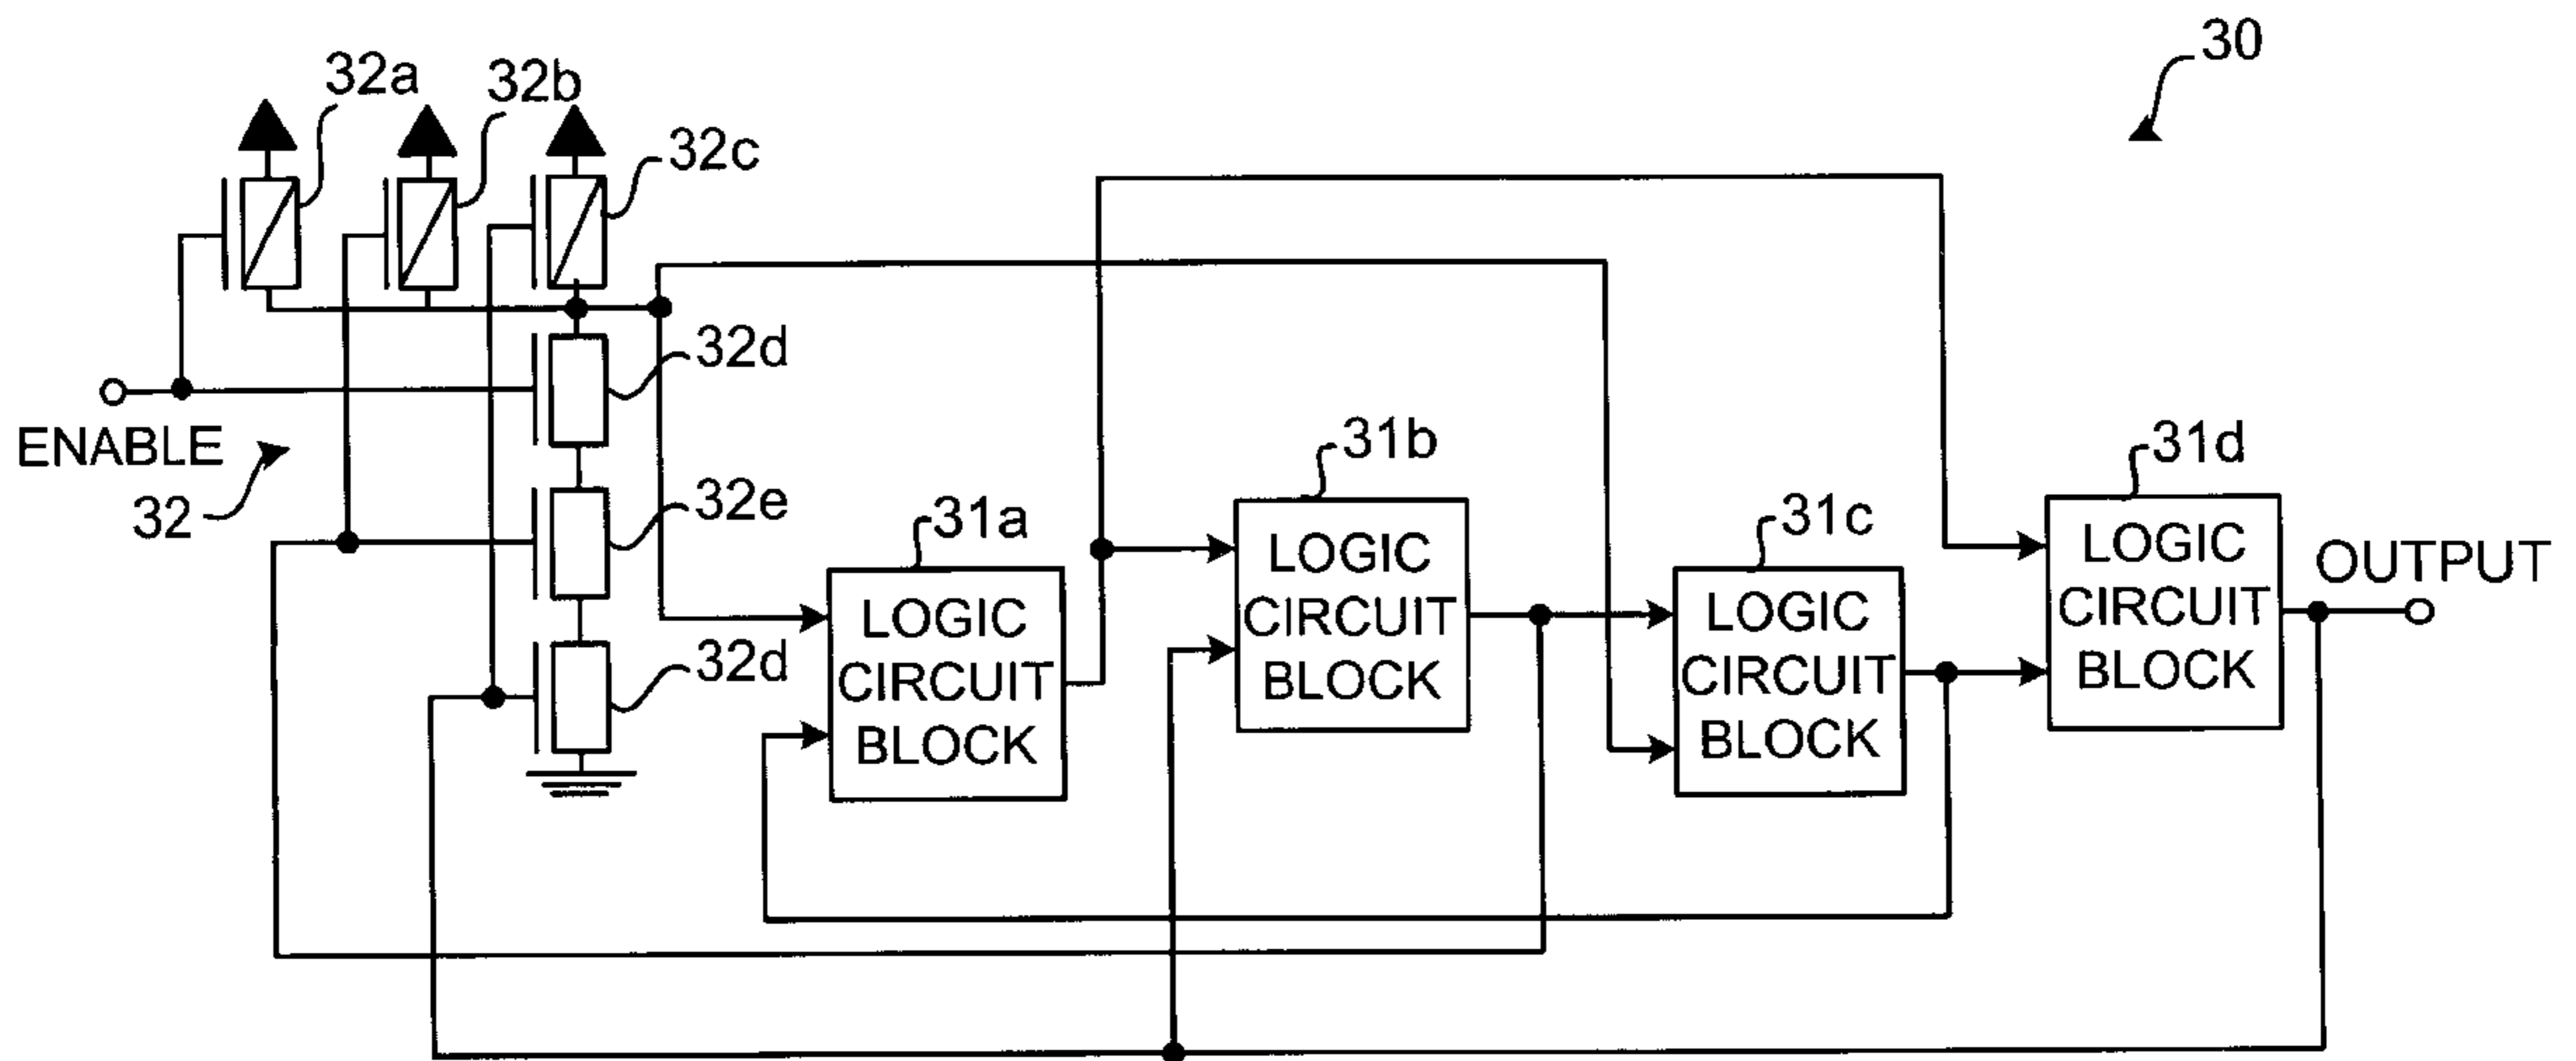 30
32a
32b
32c
32d
ENABLE
32
32e
32d
31a
LOGIC
CIRCUIT
BLOCK
31b
LOGIC
CIRCUIT
BLOCK
31c
LOGIC
CIRCUIT
BLOCK
31d
LOGIC
CIRCUIT
BLOCK
OUTPUT